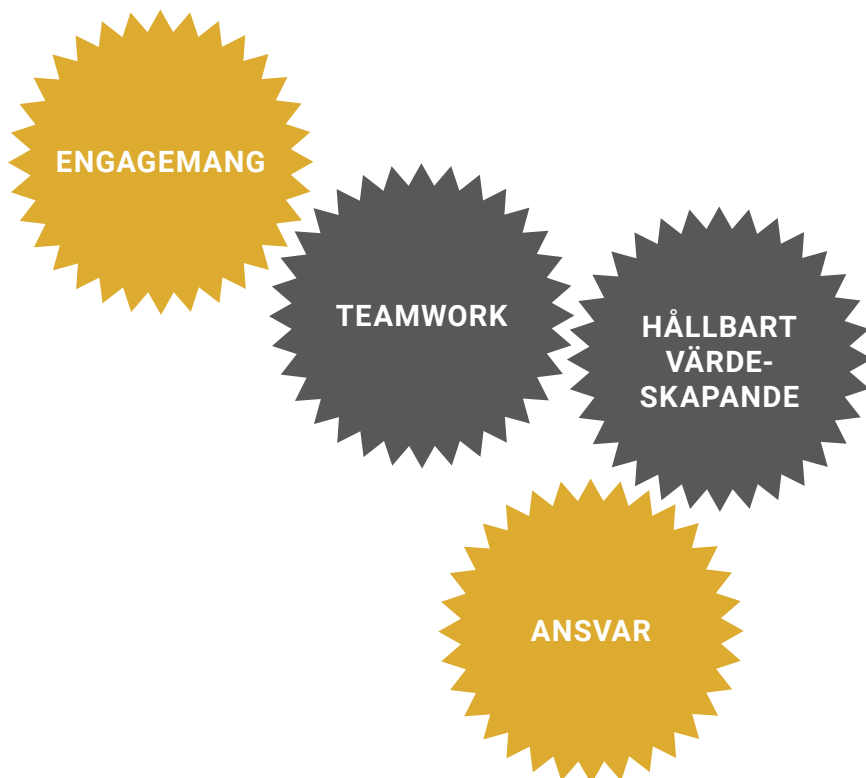 ENGAGEMANG
TEAMWORK
HÅLLBART
VÄRDE-
SKAPANDE
ANSVAR